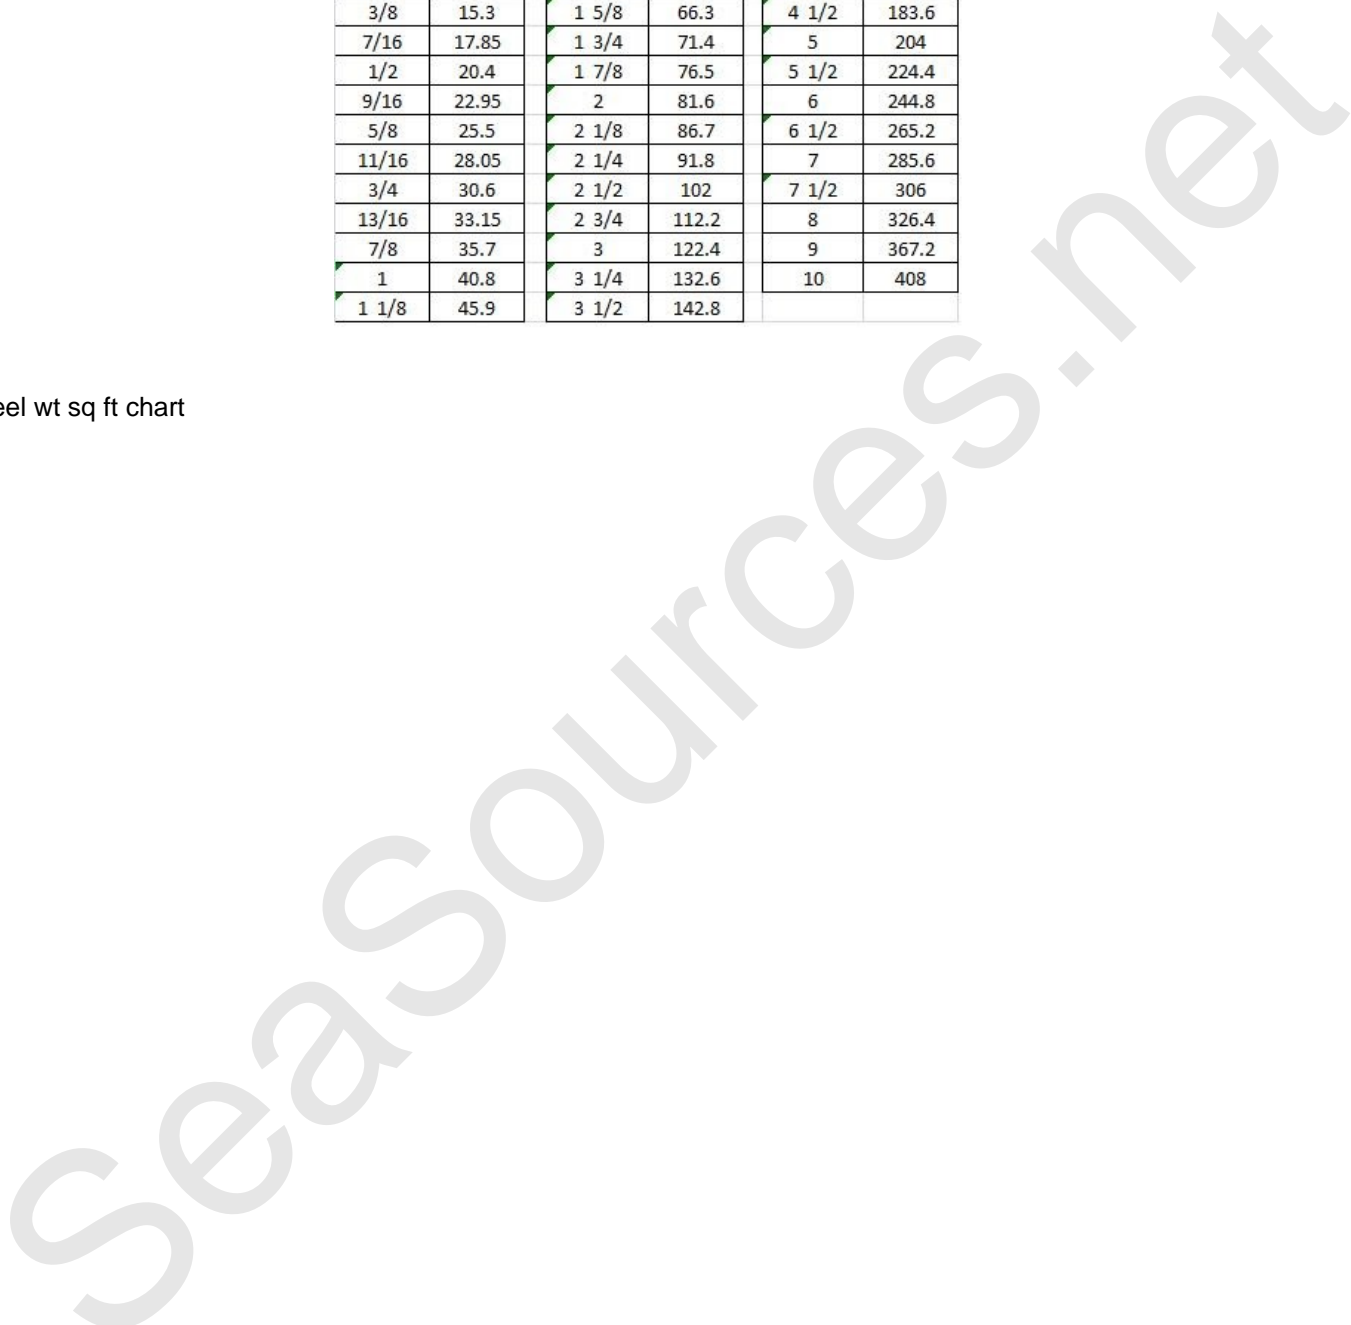 3/8 15.3 1 5/8 66.3 4 1/2 183.6
7/16 17.85 1 3/4 71.4 5 204
1/2 20.4 1 7/8 76.5 5 1/2 224.4
9/16 22.95 2 81.6 6 244.8
5/8 25.5 2 1/8 86.7 6 1/2 265.2
11/16 28.05 2 1/4 91.8 7 285.6
3/4 30.6 2 1/2 102 7 1/2 306
13/16 33.15 2 3/4 112.2 8 326.4
7/8 35.7 3 122.4 9 367.2
1 40.8 3 1/4 132.6 10 408
1 1/8 45.9 3 1/2 142.8
eel wt sq ft chart
SeaSources.net